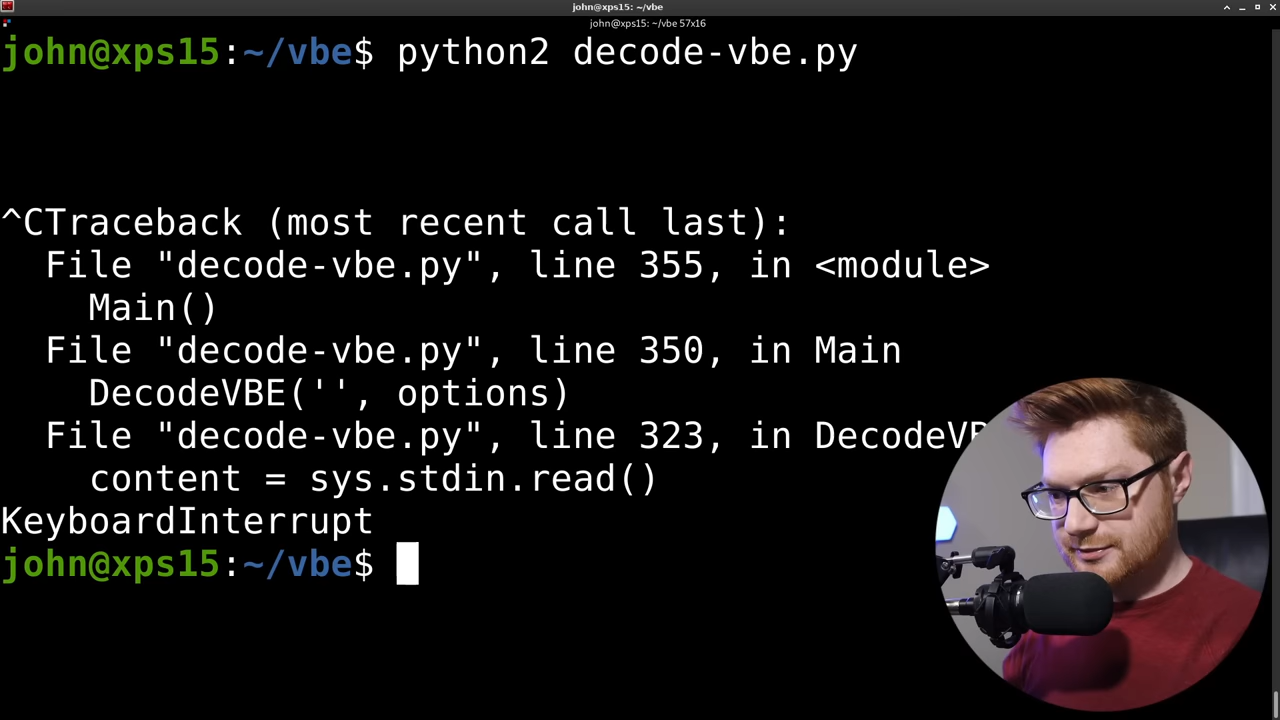 john@xps15: ~/vbe
john@xps15: ~/vbe 57x16
john@xps15:~/vbe$ python2 decode-vbe.py
^CTraceback (most recent call last):
  File "decode-vbe.py", line 355, in <module>
    Main()
  File "decode-vbe.py", line 350, in Main
    DecodeVBE('', options)
  File "decode-vbe.py", line 323, in DecodeVB
    content = sys.stdin.read()
KeyboardInterrupt
john@xps15:~/vbe$